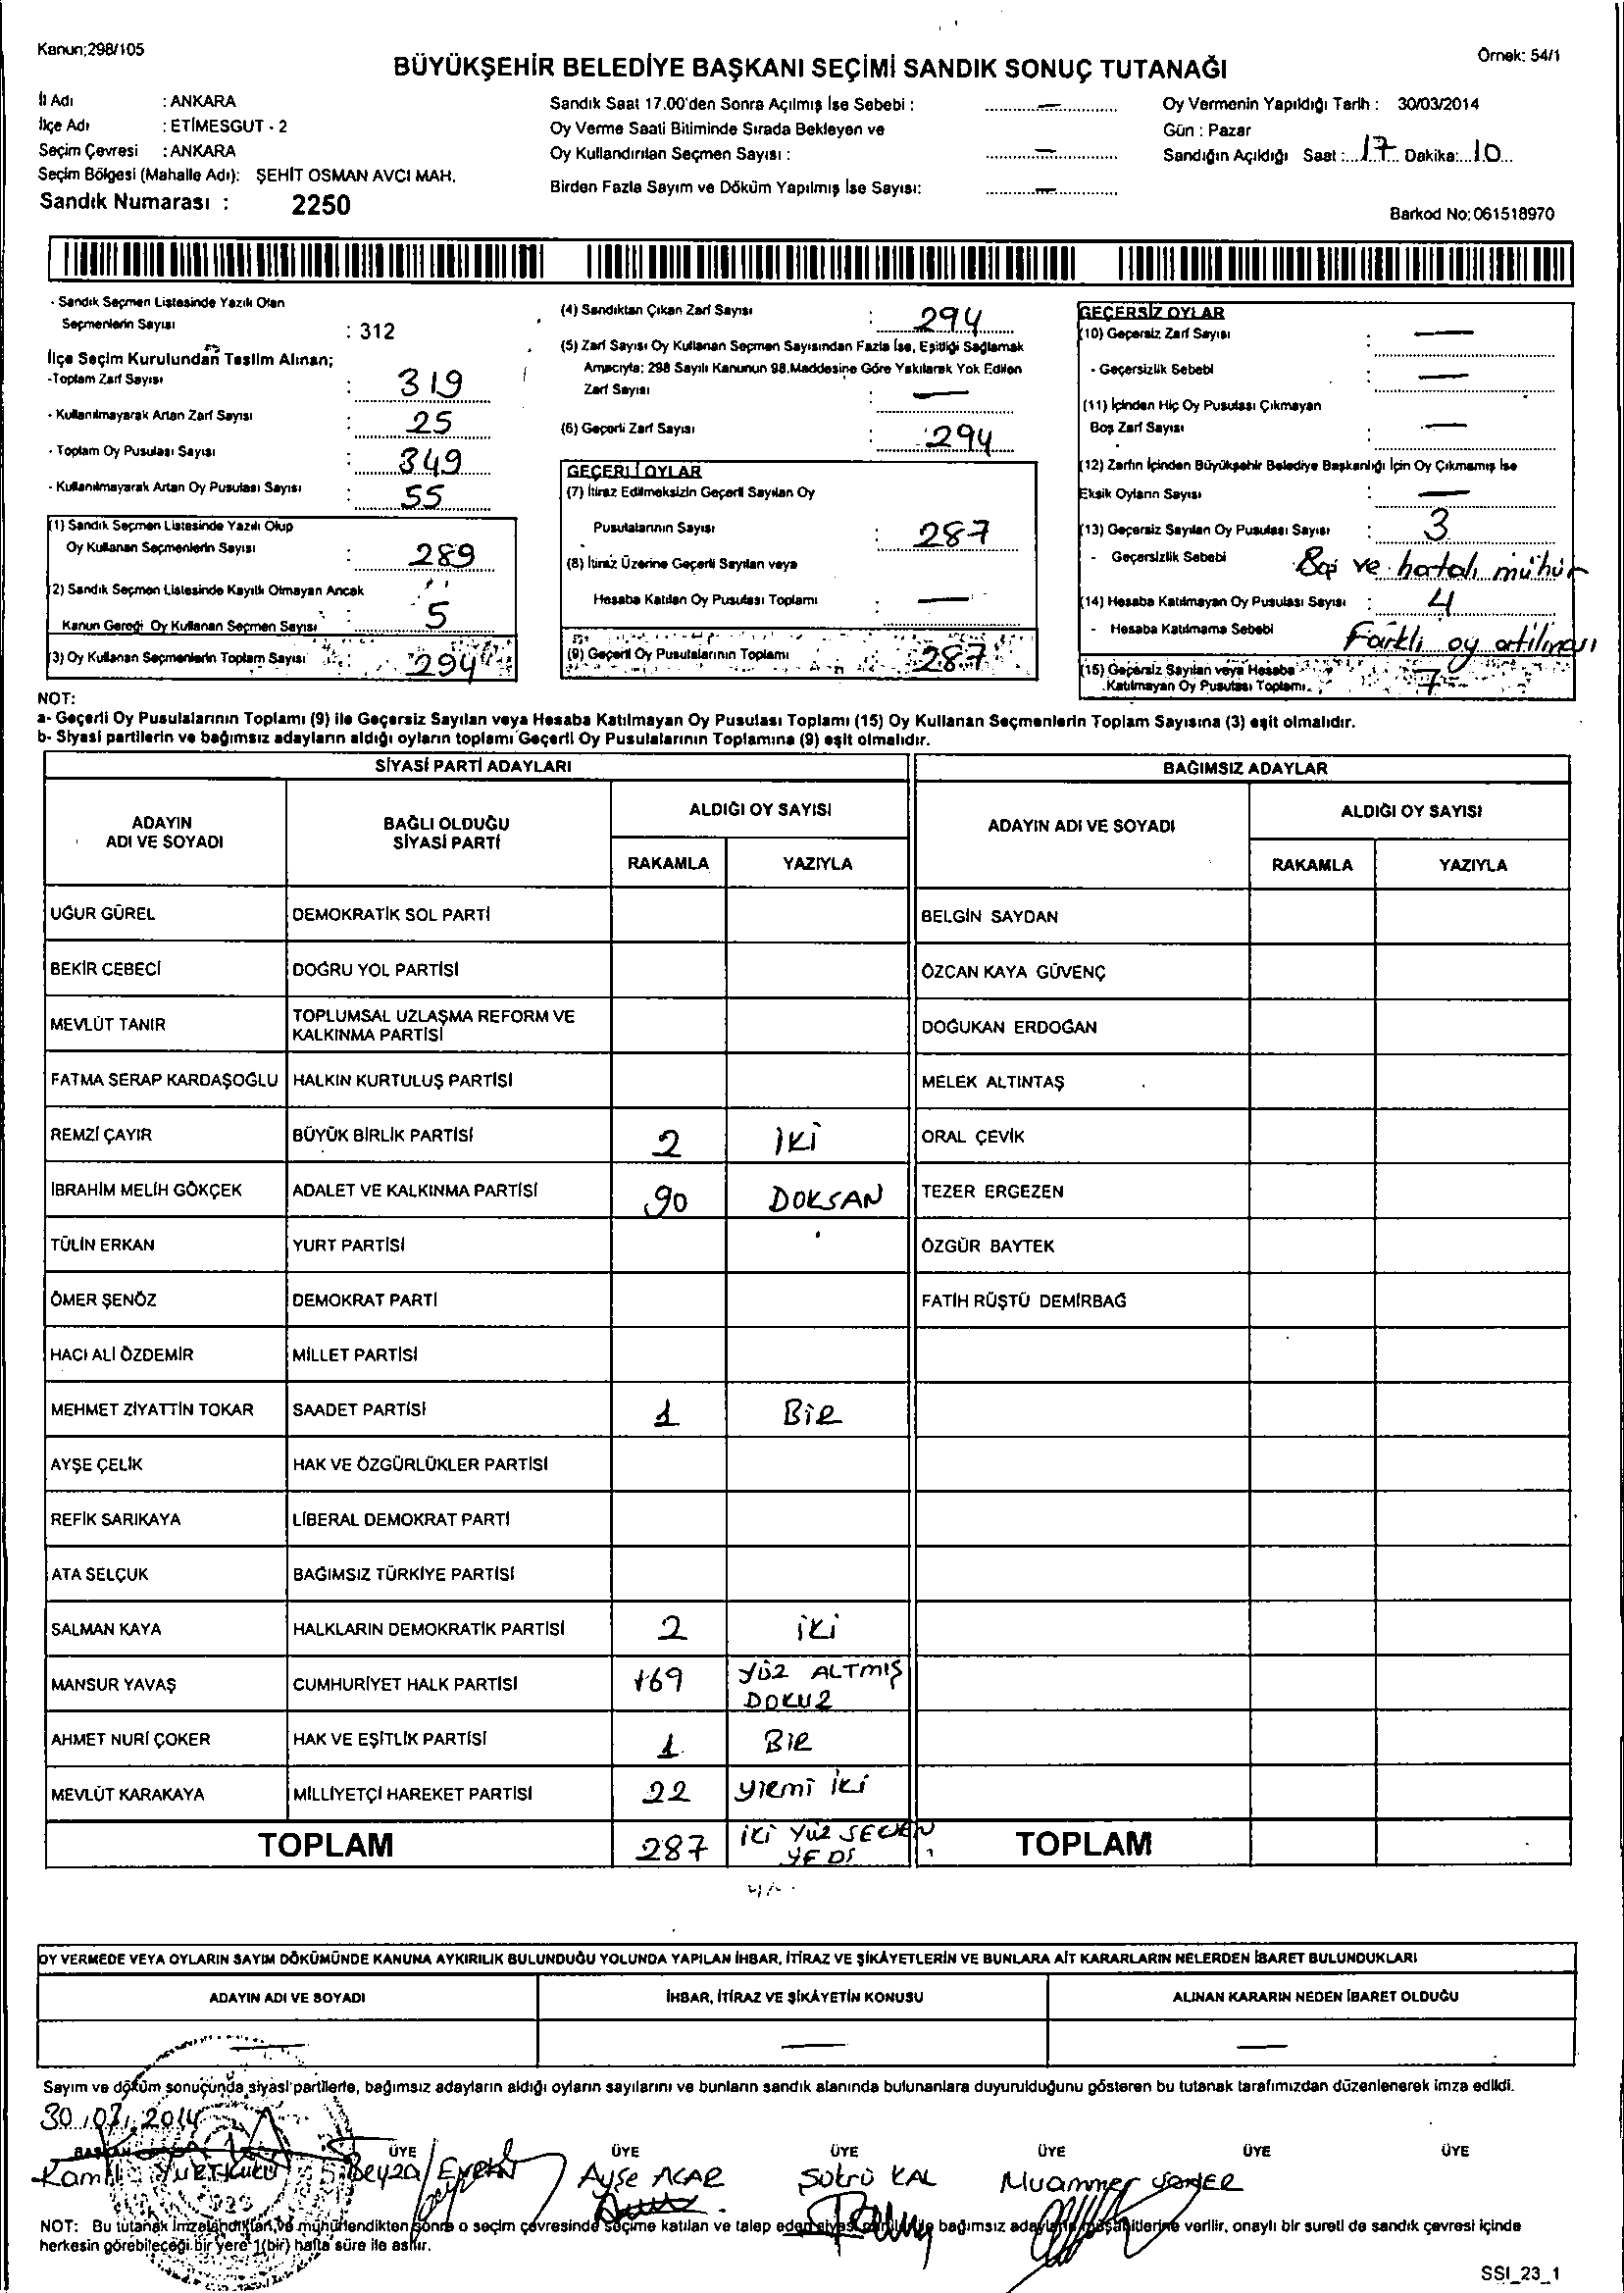 Kanun;298/105
Örnek: 54/1
BÜYÜKŞEHİR BELEDİYE BAŞKANI SEÇİMİ SANDIK SONUÇ TUTANAĞI
İl Adı : ANKARA
İlçe Adı : ETİMESGUT - 2
Seçim Çevresi : ANKARA
Seçim Bölgesi (Mahalle Adı): ŞEHİT OSMAN AVCI MAH.
Sandık Numarası : 2250
Sandık Saat 17.00'den Sonra Açılmış İse Sebebi : —
Oy Verme Saati Bitiminde Sırada Bekleyen ve
Oy Kullandırılan Seçmen Sayısı : —
Birden Fazla Sayım ve Döküm Yapılmış İse Sayısı: —
Oy Vermenin Yapıldığı Tarih : 30/03/2014
Gün : Pazar
Sandığın Açıldığı Saat : 17 Dakika: 10
Barkod No: 061518970
- Sandık Seçmen Listesinde Yazılı Olan
Seçmenlerin Sayısı : 312
İlçe Seçim Kurulundan Teslim Alınan;
-Toplam Zarf Sayısı : 319
- Kullanılmayarak Artan Zarf Sayısı : 25
- Toplam Oy Pusulası Sayısı : 349
- Kullanılmayarak Artan Oy Pusulası Sayısı : 55
(1) Sandık Seçmen Listesinde Yazılı Olup
Oy Kullanan Seçmenlerin Sayısı : 289
(2) Sandık Seçmen Listesinde Kayıtlı Olmayan Ancak
Kanun Gereği Oy Kullanan Seçmen Sayısı : 5
(3) Oy Kullanan Seçmenlerin Toplam Sayısı : 294
(4) Sandıktan Çıkan Zarf Sayısı : 294
(5) Zarf Sayısı Oy Kullanan Seçmen Sayısından Fazla İse, Eşitliği Sağlamak
Amacıyla; 298 Sayılı Kanunun 98.Maddesine Göre Yakılarak Yok Edilen
Zarf Sayısı : —
(6) Geçerli Zarf Sayısı : 294
GEÇERLİ OYLAR
(7) İtiraz Edilmeksizin Geçerli Sayılan Oy
Pusulalarının Sayısı : 287
(8) İtiraz Üzerine Geçerli Sayılan veya
Hesaba Katılan Oy Pusulası Toplamı : —
(9) Geçerli Oy Pusulalarının Toplamı : 287
GEÇERSİZ OYLAR
(10) Geçersiz Zarf Sayısı : —
- Geçersizlik Sebebi : —
(11) İçinden Hiç Oy Pusulası Çıkmayan
Boş Zarf Sayısı : —
(12) Zarfın İçinden Büyükşehir Belediye Başkanlığı İçin Oy Çıkmamış İse
Eksik Oyların Sayısı : —
(13) Geçersiz Sayılan Oy Pusulası Sayısı : 3
- Geçersizlik Sebebi : ve hatalı mühür
(14) Hesaba Katılmayan Oy Pusulası Sayısı : 4
- Hesaba Katılmama Sebebi Farklı oy
(15) Geçersiz Sayılan veya Hesaba
Katılmayan Oy Pusulası Toplamı. : 7
NOT:
a- Geçerli Oy Pusulalarının Toplamı (9) ile Geçersiz Sayılan veya Hesaba Katılmayan Oy Pusulası Toplamı (15) Oy Kullanan Seçmenlerin Toplam Sayısına (3) eşit olmalıdır.
b- Siyasi partilerin ve bağımsız adayların aldığı oyların toplamı Geçerli Oy Pusulalarının Toplamına (9) eşit olmalıdır.
SİYASİ PARTİ ADAYLARI BAĞIMSIZ ADAYLAR
ADAYIN ADI VE SOYADI BAĞLI OLDUĞU SİYASİ PARTİ ALDIĞI OY SAYISI ADAYIN ADI VE SOYADI ALDIĞI OY SAYISI
RAKAMLA YAZIYLA RAKAMLA YAZIYLA
UĞUR GÜREL DEMOKRATİK SOL PARTİ BELGİN SAYDAN
BEKİR CEBECİ DOĞRU YOL PARTİSİ ÖZCAN KAYA GÜVENÇ
MEVLÜT TANIR TOPLUMSAL UZLAŞMA REFORM VE KALKINMA PARTİSİ DOĞUKAN ERDOĞAN
FATMA SERAP KARDAŞOĞLU HALKIN KURTULUŞ PARTİSİ MELEK ALTINTAŞ
REMZİ ÇAYIR BÜYÜK BİRLİK PARTİSİ 2 İKİ ORAL ÇEVİK
İBRAHİM MELİH GÖKÇEK ADALET VE KALKINMA PARTİSİ 90 DOKSAN TEZER ERGEZEN
TÜLİN ERKAN YURT PARTİSİ ÖZGÜR BAYTEK
ÖMER ŞENÖZ DEMOKRAT PARTİ FATİH RÜŞTÜ DEMİRBAĞ
HACI ALİ ÖZDEMİR MİLLET PARTİSİ
MEHMET ZİYATTİN TOKAR SAADET PARTİSİ 1 BİR
AYŞE ÇELİK HAK VE ÖZGÜRLÜKLER PARTİSİ
REFİK SARIKAYA LİBERAL DEMOKRAT PARTİ
ATA SELÇUK BAĞIMSIZ TÜRKİYE PARTİSİ
SALMAN KAYA HALKLARIN DEMOKRATİK PARTİSİ 2 İKİ
MANSUR YAVAŞ CUMHURİYET HALK PARTİSİ 169 YÜZ ALTMIŞ DOKUZ
AHMET NURİ ÇOKER HAK VE EŞİTLİK PARTİSİ 1 BIR
MEVLÜT KARAKAYA MİLLİYETÇİ HAREKET PARTİSİ 22 yirmi iki
TOPLAM 287 İKİ YÜZ YEDİ TOPLAM
OY VERMEDE VEYA OYLARIN SAYIM DÖKÜMÜNDE KANUNA AYKIRILIK BULUNDUĞU YOLUNDA YAPILAN İHBAR, İTİRAZ VE ŞİKÂYETLERİN VE BUNLARA AİT KARARLARIN NELERDEN İBARET BULUNDUKLARI
ADAYIN ADI VE SOYADI İHBAR, İTİRAZ VE ŞİKÂYETİN KONUSU ALINAN KARARIN NEDEN İBARET OLDUĞU
— — —
Sayım ve döküm sonuçunda siyasi partilerle, bağımsız adayların aldığı oyların sayılarını ve bunların sandık alanında bulunanlara duyurulduğunu gösteren bu tutanak tarafımızdan düzenlenerek imza edildi.
30.03.2014
BAŞKAN ÜYE ÜYE ÜYE ÜYE ÜYE ÜYE
Beyza Ayşe ACAR Şükrü KAL Muammer
NOT: Bu tutanak imzalandıktan ve mühürlendikten sonra o seçim çevresinde seçime katılan ve talep eden siyasi bağımsız müşahitlerine verilir, onaylı bir sureti de sandık çevresi içinde
herkesin görebileceği bir yere 1(bir) hafta süre ile asılır.
SSI_23_1